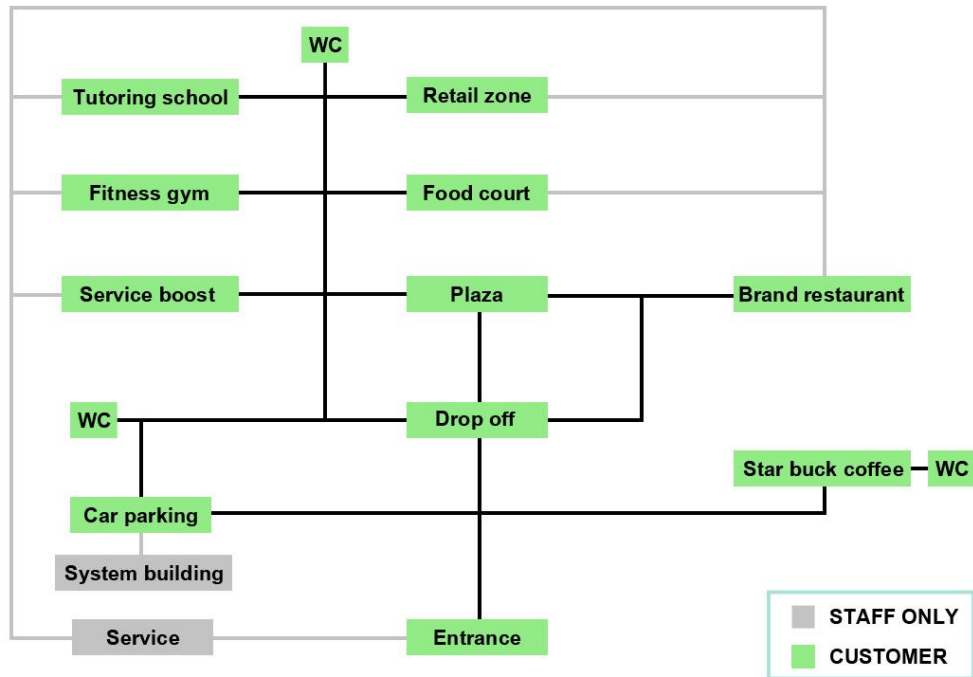 WC
Tutoring school
Retail zone
Fitness gym
Food court
Service boost
Plaza
Brand restaurant
WC
Drop off
Star buck coffee
WC
Car parking
System building
Service
Entrance
STAFF ONLY
CUSTOMER